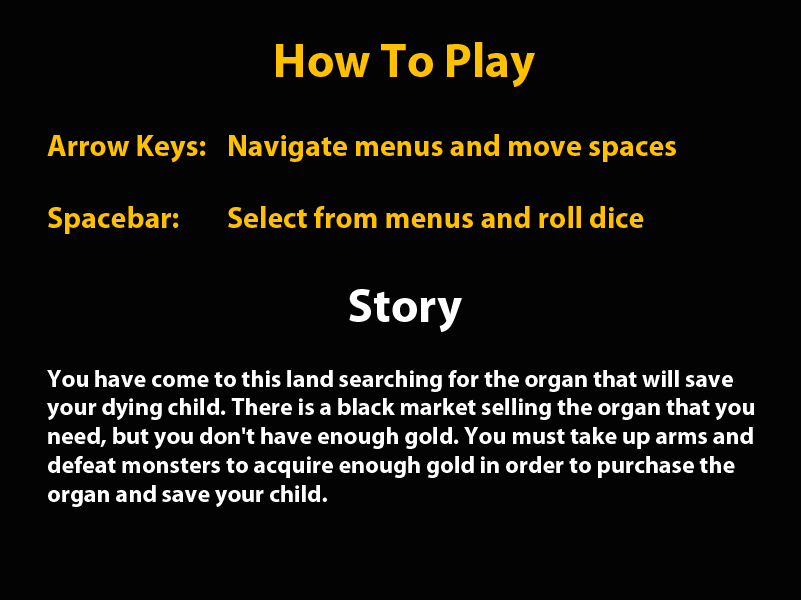 How To Play
Arrow Keys: Navigate menus and move spaces
Spacebar: Select from menus and roll dice
Story
You have come to this land searching for the organ that will save
your dying child. There is a black market selling the organ that you
need, but you don't have enough gold. You must take up arms and
defeat monsters to acquire enough gold in order to purchase the
organ and save your child.